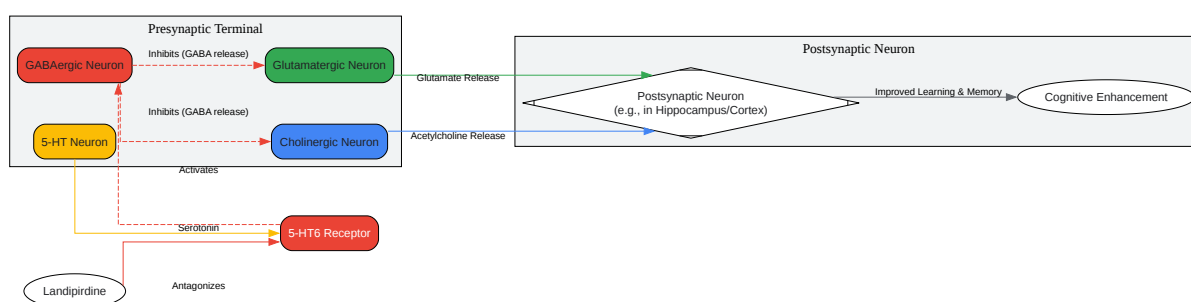 Presynaptic Terminal
GABAergic Neuron
Inhibits (GABA release)
Glutamatergic Neuron
Inhibits (GABA release)
5-HT Neuron
Cholinergic Neuron
Activates
Serotonin
5-HT6 Receptor
Landipirdine
Antagonizes
Glutamate Release
Acetylcholine Release
Postsynaptic Neuron
Postsynaptic Neuron
(e.g., in Hippocampus/Cortex)
Improved Learning & Memory
Cognitive Enhancement